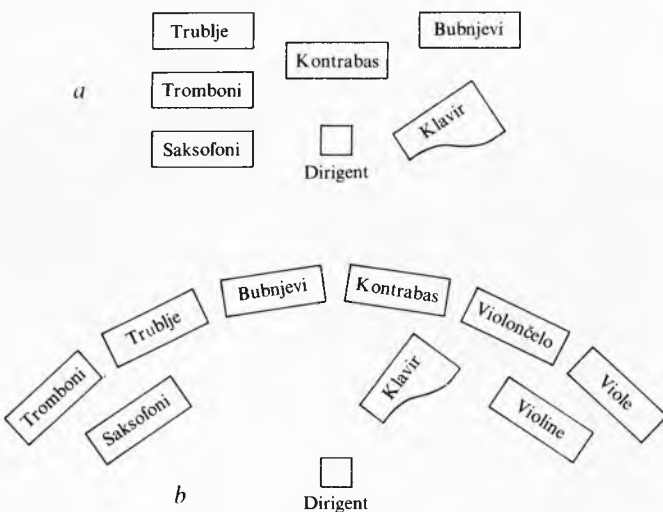 Trublje
Bubnjevi
Kontrabas
a
Tromboni
Klavir
Saksofoni
Dirigent
Bubnjevi
Kontrabas
Trublje
Violončelo
Tromboni
Klavir
Viole
Saksofoni
Violine
b
Dirigent